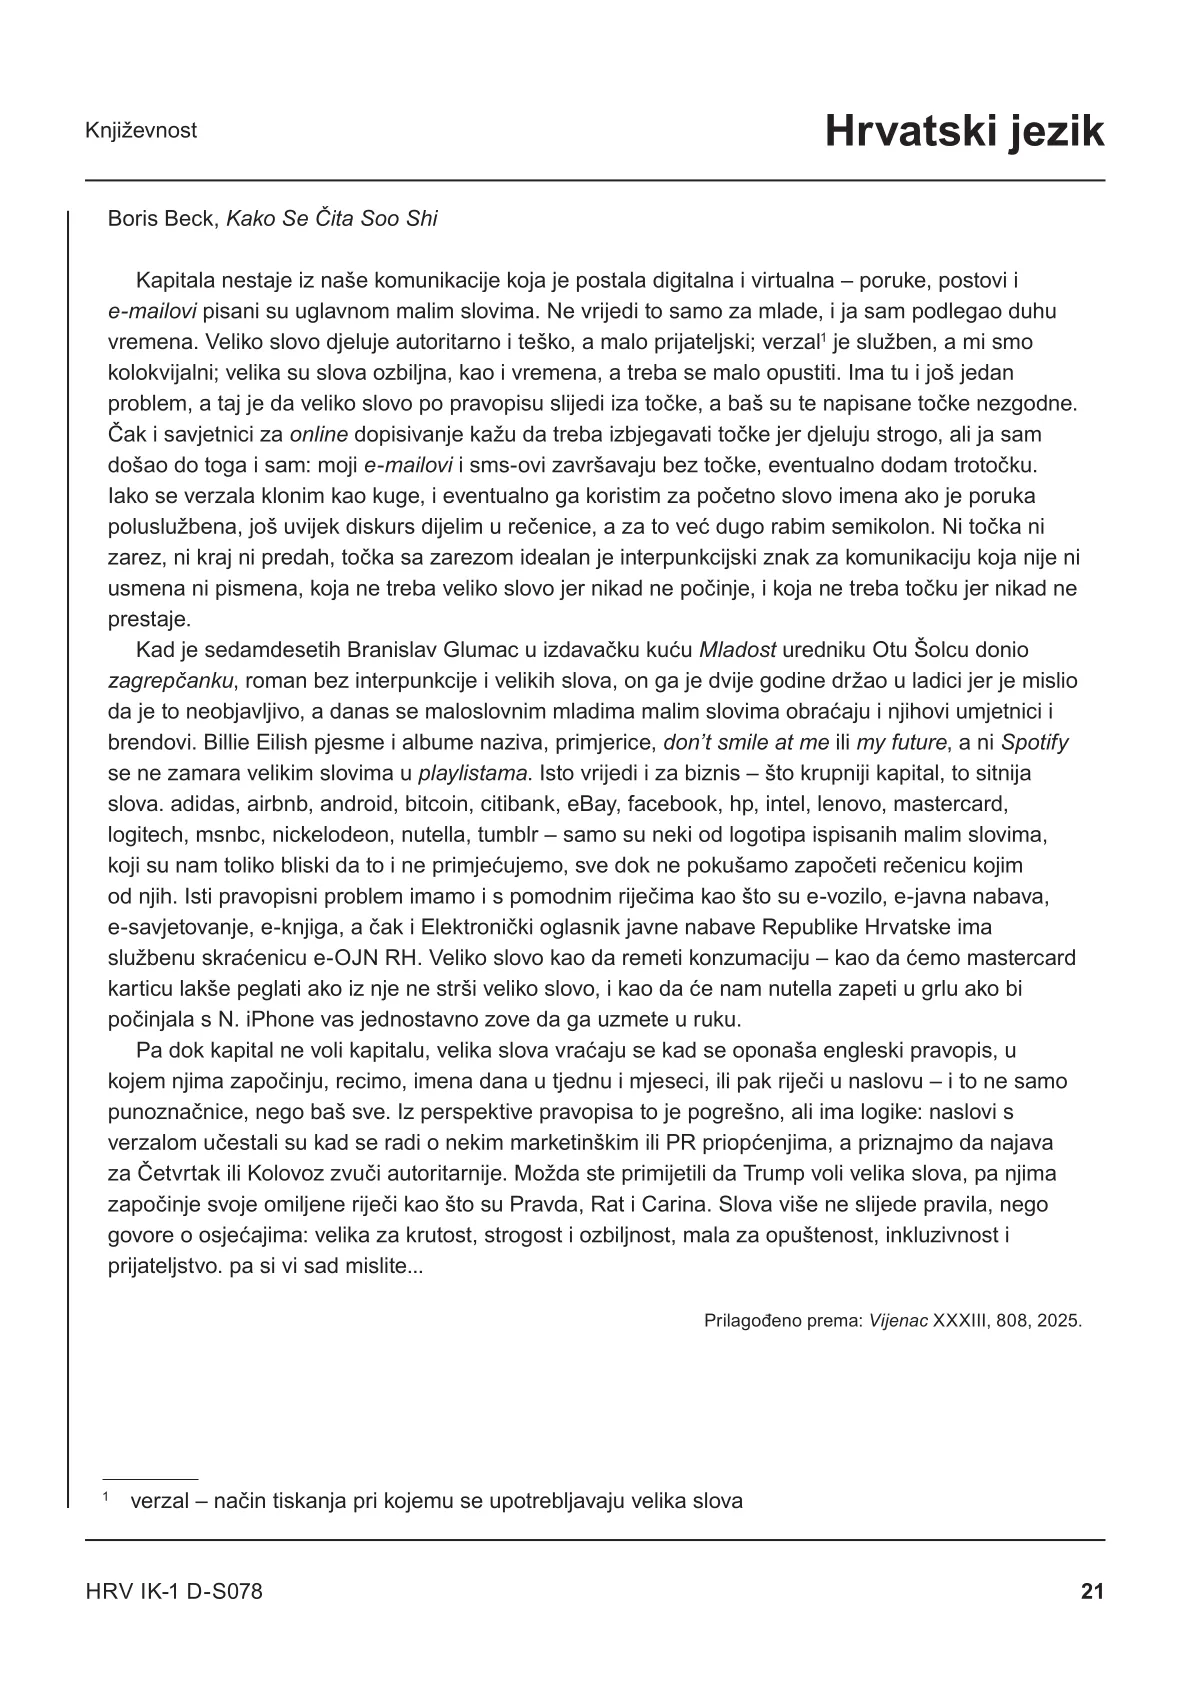 Književnost
Hrvatski jezik
Boris Beck, Kako Se Čita Soo Shi
Kapitala nestaje iz naše komunikacije koja je postala digitalna i virtualna – poruke, postovi i
e-mailovi pisani su uglavnom malim slovima. Ne vrijedi to samo za mlade, i ja sam podlegao duhu
vremena. Veliko slovo djeluje autoritarno i teško, a malo prijateljski; verzal1 je služben, a mi smo
kolokvijalni; velika su slova ozbiljna, kao i vremena, a treba se malo opustiti. Ima tu i još jedan
problem, a taj je da veliko slovo po pravopisu slijedi iza točke, a baš su te napisane točke nezgodne.
Čak i savjetnici za online dopisivanje kažu da treba izbjegavati točke jer djeluju strogo, ali ja sam
došao do toga i sam: moji e-mailovi i sms-ovi završavaju bez točke, eventualno dodam trotočku.
Iako se verzala klonim kao kuge, i eventualno ga koristim za početno slovo imena ako je poruka
poluslužbena, još uvijek diskurs dijelim u rečenice, a za to već dugo rabim semikolon. Ni točka ni
zarez, ni kraj ni predah, točka sa zarezom idealan je interpunkcijski znak za komunikaciju koja nije ni
usmena ni pismena, koja ne treba veliko slovo jer nikad ne počinje, i koja ne treba točku jer nikad ne
prestaje.
Kad je sedamdesetih Branislav Glumac u izdavačku kuću Mladost uredniku Otu Šolcu donio
zagrepčanku, roman bez interpunkcije i velikih slova, on ga je dvije godine držao u ladici jer je mislio
da je to neobjavljivo, a danas se maloslovnim mladima malim slovima obraćaju i njihovi umjetnici i
brendovi. Billie Eilish pjesme i albume naziva, primjerice, don’t smile at me ili my future, a ni Spotify
se ne zamara velikim slovima u playlistama. Isto vrijedi i za biznis – što krupniji kapital, to sitnija
slova. adidas, airbnb, android, bitcoin, citibank, eBay, facebook, hp, intel, lenovo, mastercard,
logitech, msnbc, nickelodeon, nutella, tumblr – samo su neki od logotipa ispisanih malim slovima,
koji su nam toliko bliski da to i ne primjećujemo, sve dok ne pokušamo započeti rečenicu kojim
od njih. Isti pravopisni problem imamo i s pomodnim riječima kao što su e-vozilo, e-javna nabava,
e-savjetovanje, e-knjiga, a čak i Elektronički oglasnik javne nabave Republike Hrvatske ima
službenu skraćenicu e-OJN RH. Veliko slovo kao da remeti konzumaciju – kao da ćemo mastercard
karticu lakše peglati ako iz nje ne strši veliko slovo, i kao da će nam nutella zapeti u grlu ako bi
počinjala s N. iPhone vas jednostavno zove da ga uzmete u ruku.
Pa dok kapital ne voli kapitalu, velika slova vraćaju se kad se oponaša engleski pravopis, u
kojem njima započinju, recimo, imena dana u tjednu i mjeseci, ili pak riječi u naslovu – i to ne samo
punoznačnice, nego baš sve. Iz perspektive pravopisa to je pogrešno, ali ima logike: naslovi s
verzalom učestali su kad se radi o nekim marketinškim ili PR priopćenjima, a priznajmo da najava
za Četvrtak ili Kolovoz zvuči autoritarnije. Možda ste primijetili da Trump voli velika slova, pa njima
započinje svoje omiljene riječi kao što su Pravda, Rat i Carina. Slova više ne slijede pravila, nego
govore o osjećajima: velika za krutost, strogost i ozbiljnost, mala za opuštenost, inkluzivnost i
prijateljstvo. pa si vi sad mislite...
Prilagođeno prema: Vijenac XXXIII, 808, 2025.
1 verzal – način tiskanja pri kojemu se upotrebljavaju velika slova
HRV IK-1 D-S078
21